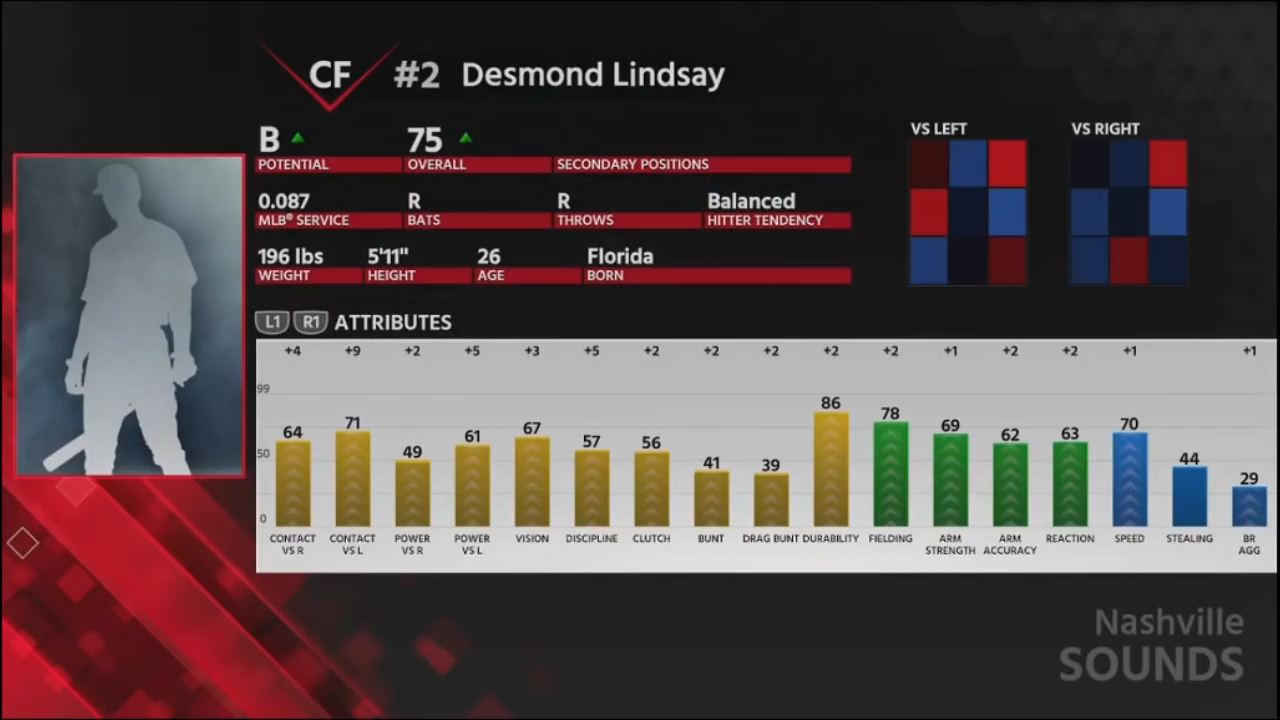 CF #2 Desmond Lindsay
B 75
POTENTIAL OVERALL SECONDARY POSITIONS
0.087 R R Balanced
MLB® SERVICE BATS THROWS HITTER TENDENCY
196 lbs 5'11" 26 Florida
WEIGHT HEIGHT AGE BORN
VS LEFT VS RIGHT
L1 R1 ATTRIBUTES
+4 +9 +2 +5 +3 +5 +2 +2 +2 +2 +2 +1 +2 +2 +1 +1
99
50
0
64 71 49 61 67 57 56 41 39 86 78 69 62 63 70 44 29
CONTACT CONTACT POWER POWER VISION DISCIPLINE CLUTCH BUNT DRAG BUNT DURABILITY FIELDING ARM ARM REACTION SPEED STEALING BR
VS R VS L VS R VS L STRENGTH ACCURACY AGG
Nashville
SOUNDS